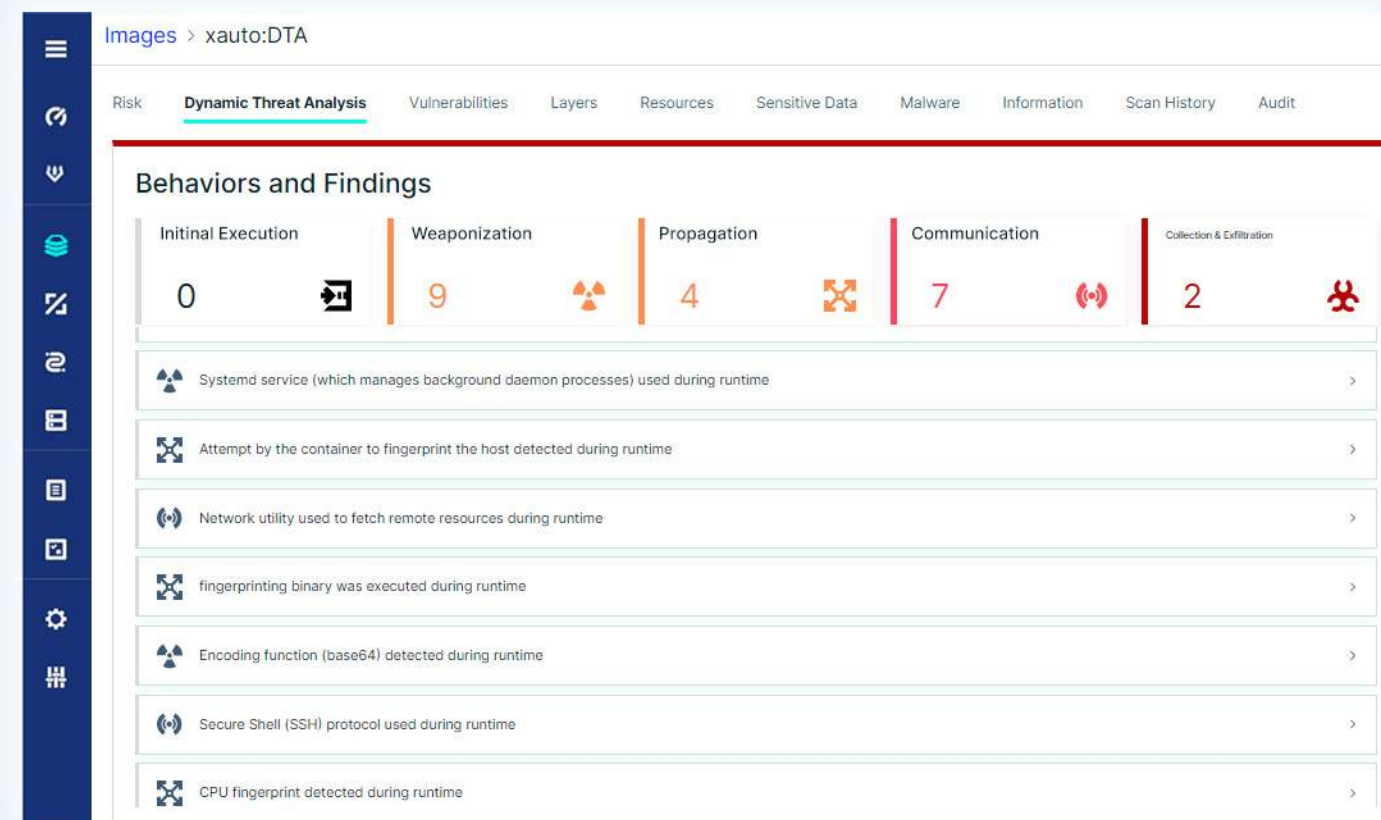 Images > xauto:DTA
Risk Dynamic Threat Analysis Vulnerabilities Layers Resources Sensitive Data Malware Information Scan History Audit
Behaviors and Findings
Initinal Execution Weaponization Propagation Communication Collection & Exfiltration
0 9 4 7 2
Systemd service (which manages background daemon processes) used during runtime
Attempt by the container to fingerprint the host detected during runtime
Network utility used to fetch remote resources during runtime
fingerprinting binary was executed during runtime
Encoding function (base64) detected during runtime
Secure Shell (SSH) protocol used during runtime
CPU fingerprint detected during runtime